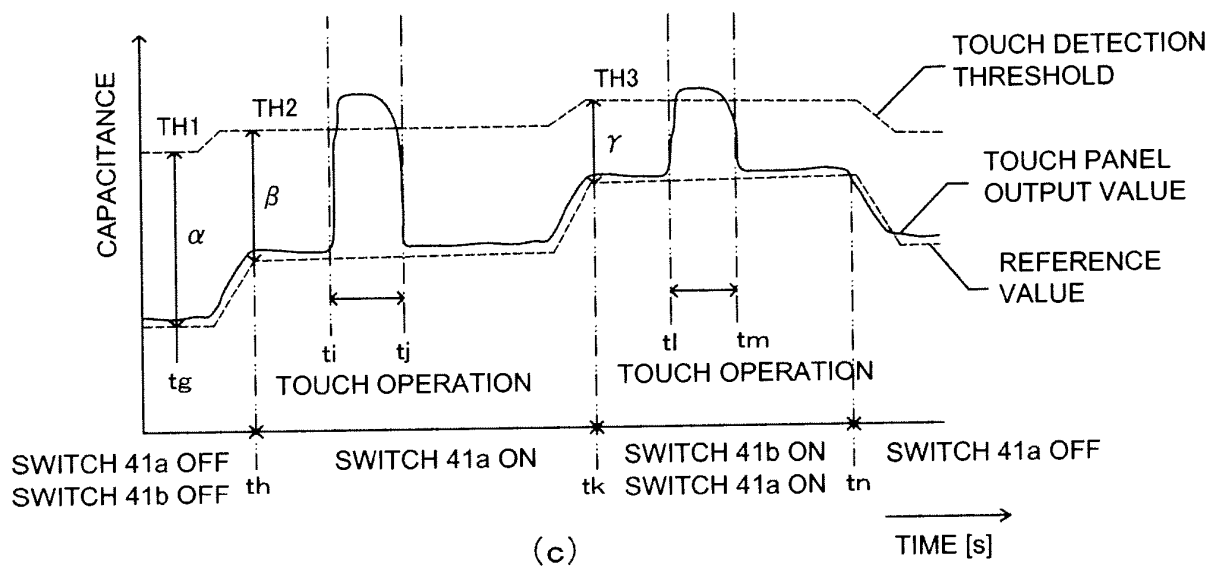 CAPACITANCE
TH1
TH2
TH3
TOUCH DETECTION
THRESHOLD
TOUCH PANEL
OUTPUT VALUE
REFERENCE
VALUE
α
β
γ
tg
ti
tj
tl
tm
TOUCH OPERATION
TOUCH OPERATION
SWITCH 41a OFF
SWITCH 41b OFF
th
SWITCH 41a ON
tk
SWITCH 41b ON
SWITCH 41a ON
tn
SWITCH 41a OFF
TIME [s]
(c)